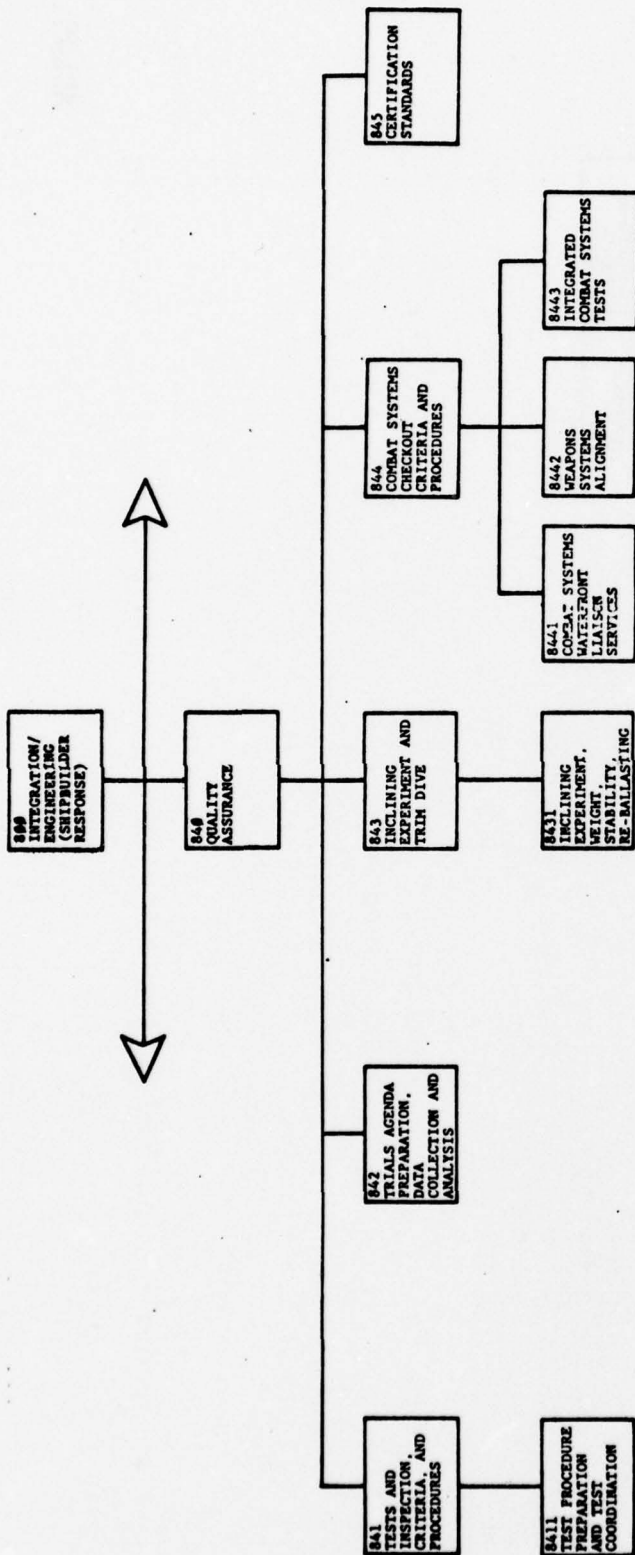 800
INTEGRATION/
ENGINEERING
(SHIPBUILDER
RESPONSE)
840
QUALITY
ASSURANCE
841
TESTS AND
INSPECTION,
CRITERIA, AND
PROCEDURES
842
TRIALS AGENDA
PREPARATION,
DATA
COLLECTION AND
ANALYSIS
843
INCLINING
EXPERIMENT AND
TRIM DIVE
844
COMBAT SYSTEMS
CHECKOUT
CRITERIA AND
PROCEDURES
845
CERTIFICATION
STANDARDS
8411
TEST PROCEDURE
PREPARATION
AND TEST
COORDINATION
8431
INCLINING
EXPERIMENT,
WEIGHT,
STABILITY,
RE-BALLASTING
8441
COMBAT SYSTEMS
WATERFRONT
LIAISON
SERVICES
8442
WEAPONS
SYSTEMS
ALIGNMENT
8443
INTEGRATED
COMBAT SYSTEMS
TESTS